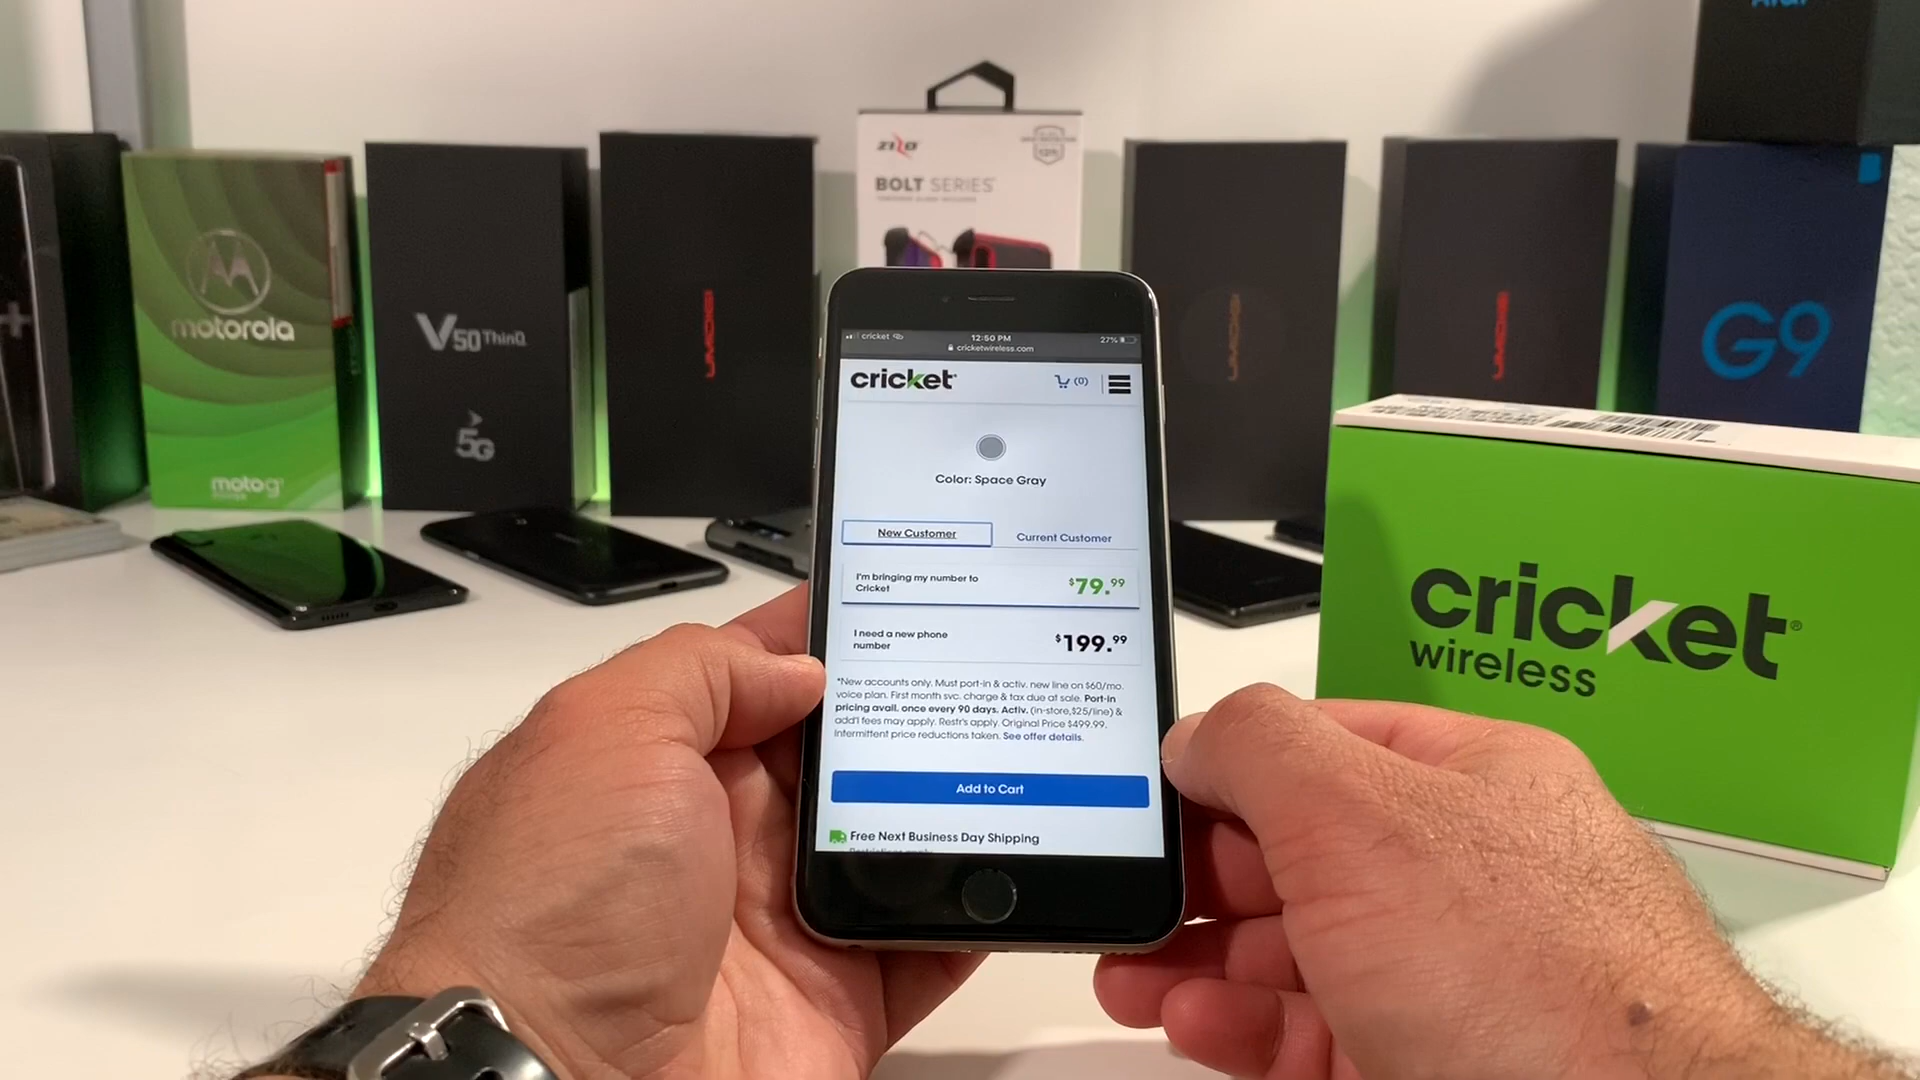 ZIZO
BOLT SERIES
motorola
moto g
V50 ThinQ
5G
UMIDIGI
UMIDIGI
UMIDIGI
G9
cricket
12:50 PM
27%
cricketwireless.com
cricket
(0)
Color: Space Gray
New Customer
Current Customer
I'm bringing my number to
Cricket
$79.99
I need a new phone
number
$199.99
*New accounts only. Must port-in & activ. new line on $60/mo.
voice plan. First month svc. charge & tax due at sale. Port-in
pricing avail. once every 90 days. Activ. (in-store,$25/line) &
add'l fees may apply. Restr's apply. Original Price $499.99.
Intermittent price reductions taken. See offer details.
Add to Cart
Free Next Business Day Shipping
cricket
wireless